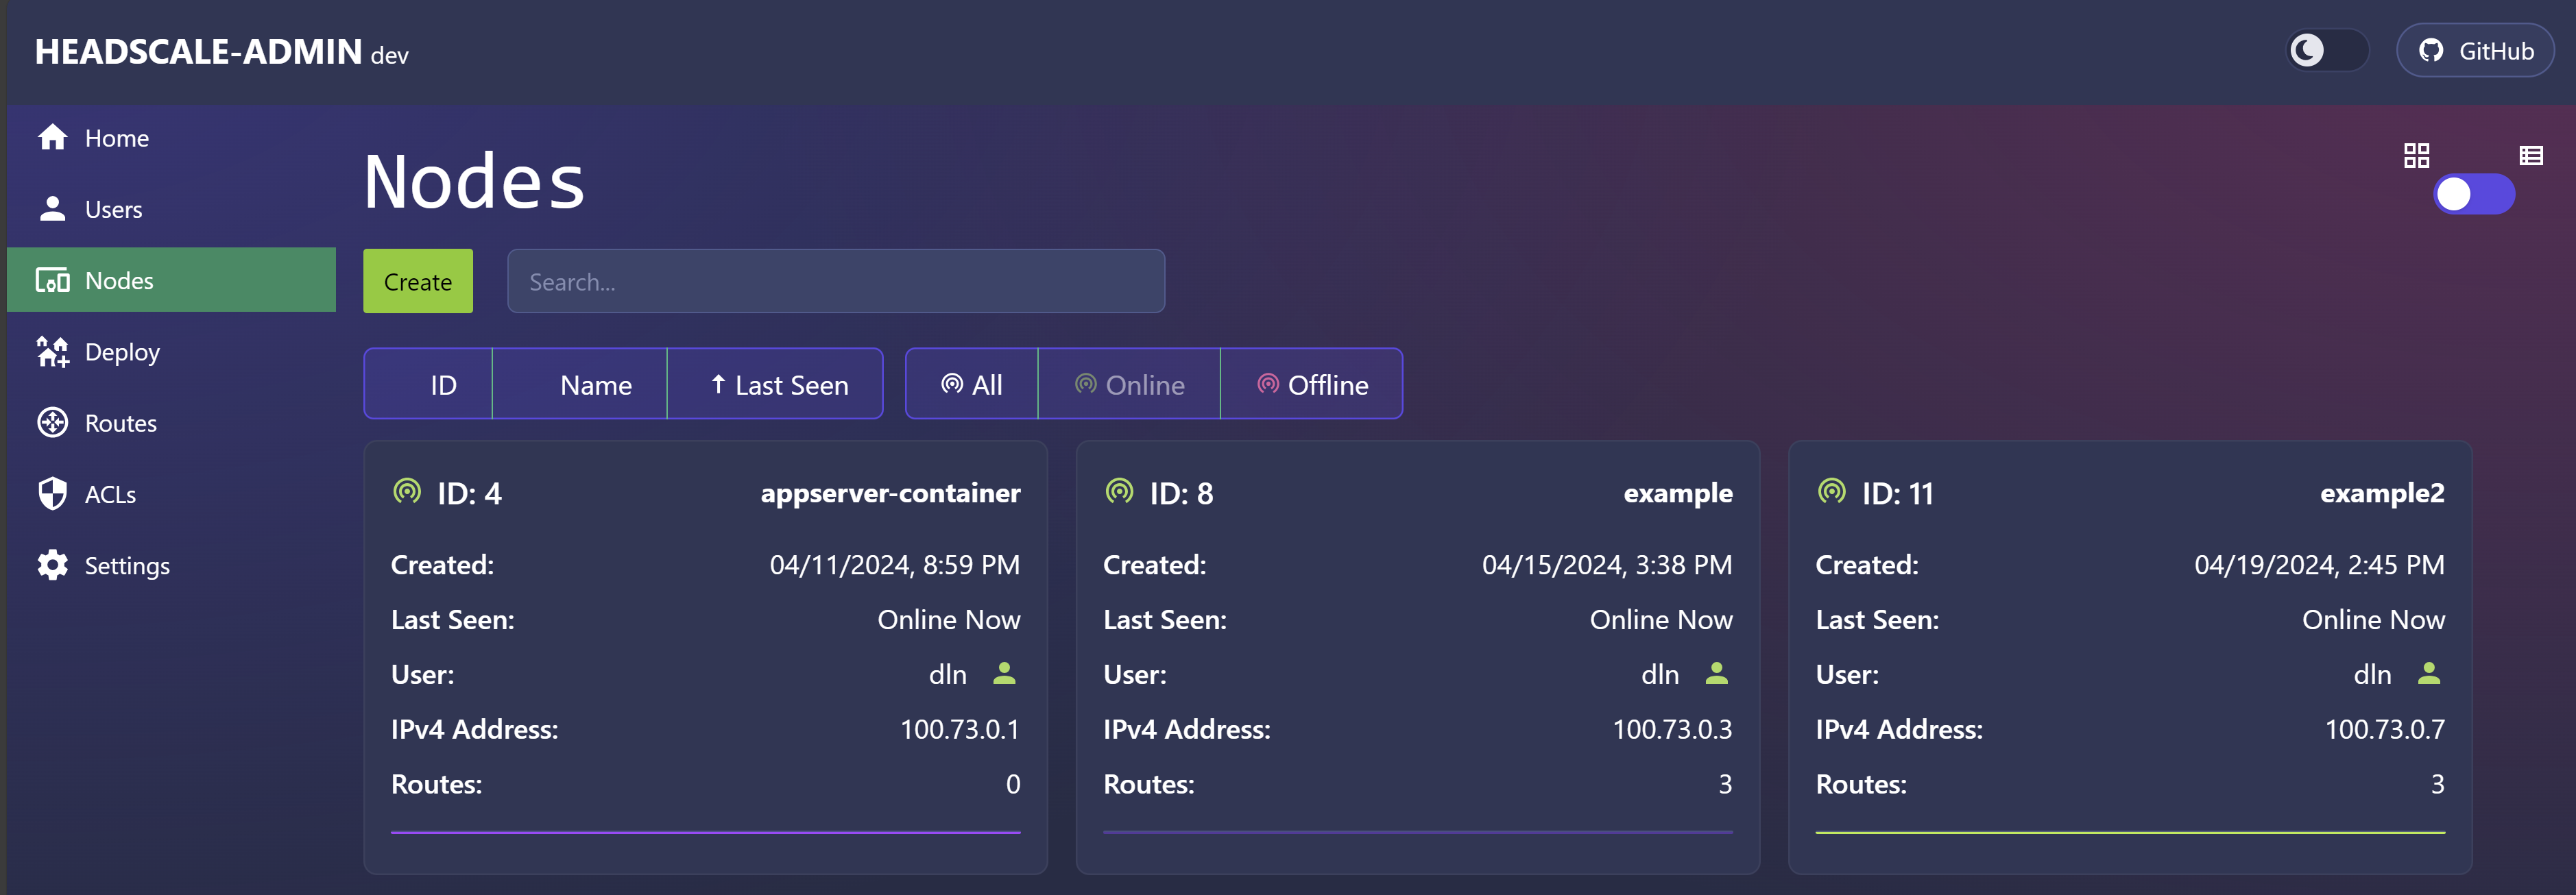 HEADSCALE-ADMIN dev
GitHub
Home
Users
Nodes
Deploy
Routes
ACLs
Settings
Nodes
Create
Search...
ID
Name
Last Seen
All
Online
Offline
ID: 4
appserver-container
Created:
04/11/2024, 8:59 PM
Last Seen:
Online Now
User:
dln
IPv4 Address:
100.73.0.1
Routes:
0
ID: 8
example
Created:
04/15/2024, 3:38 PM
Last Seen:
Online Now
User:
dln
IPv4 Address:
100.73.0.3
Routes:
3
ID: 11
example2
Created:
04/19/2024, 2:45 PM
Last Seen:
Online Now
User:
dln
IPv4 Address:
100.73.0.7
Routes:
3